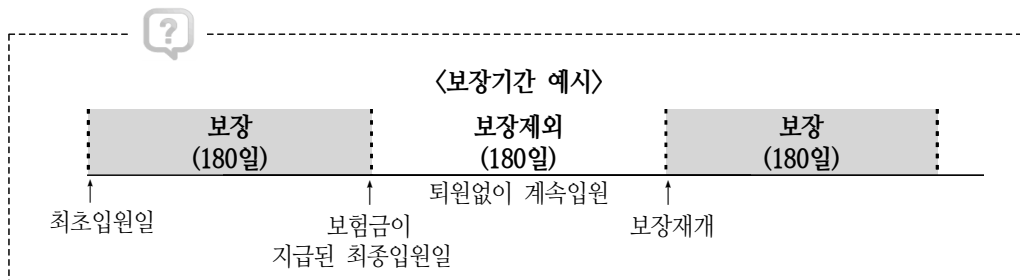 ?
〈보장기간 예시〉
보장
(180일)
보장제외
(180일)
보장
(180일)
퇴원없이 계속입원
최초입원일
보험금이
지급된 최종입원일
보장재개